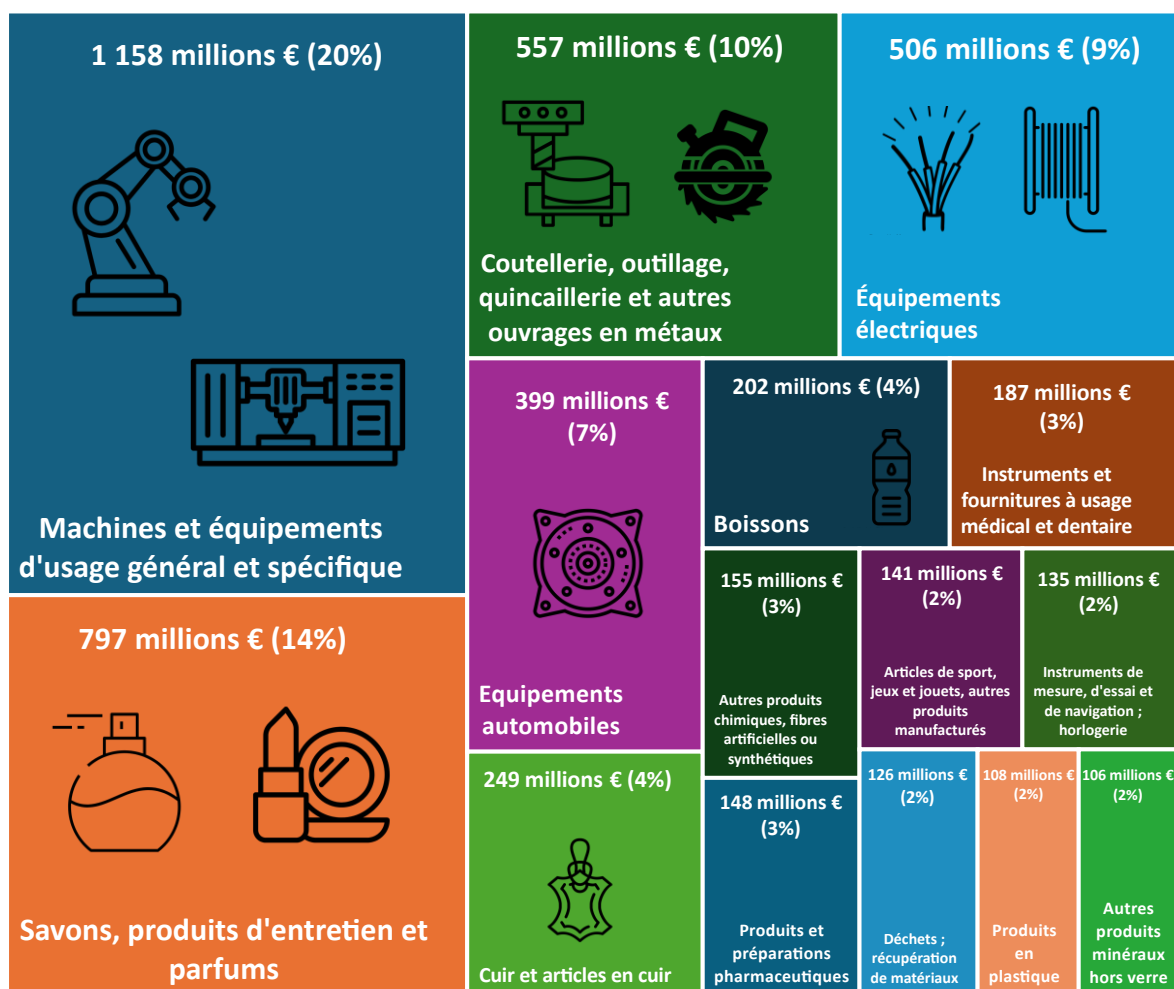 1 158 millions € (20%)
Machines et équipements
d'usage général et spécifique
797 millions € (14%)
Savons, produits d'entretien et
parfums
557 millions € (10%)
Coutellerie, outillage,
quincaillerie et autres
ouvrages en métaux
506 millions € (9%)
Équipements
électriques
399 millions €
(7%)
Equipements
automobiles
249 millions € (4%)
Cuir et articles en cuir
202 millions € (4%)
Boissons
187 millions €
(3%)
Instruments et
fournitures à usage
médical et dentaire
155 millions €
(3%)
Autres produits
chimiques, fibres
artificielles ou
synthétiques
141 millions €
(2%)
Articles de sport,
jeux et jouets, autres
produits
manufacturés
135 millions €
(2%)
Instruments de
mesure, d'essai et
de navigation ;
horlogerie
148 millions €
(3%)
Produits et
préparations
pharmaceutiques
126 millions €
(2%)
Déchets ;
récupération
de matériaux
108 millions €
(2%)
Produits
en
plastique
106 millions €
(2%)
Autres
produits
minéraux
hors verre